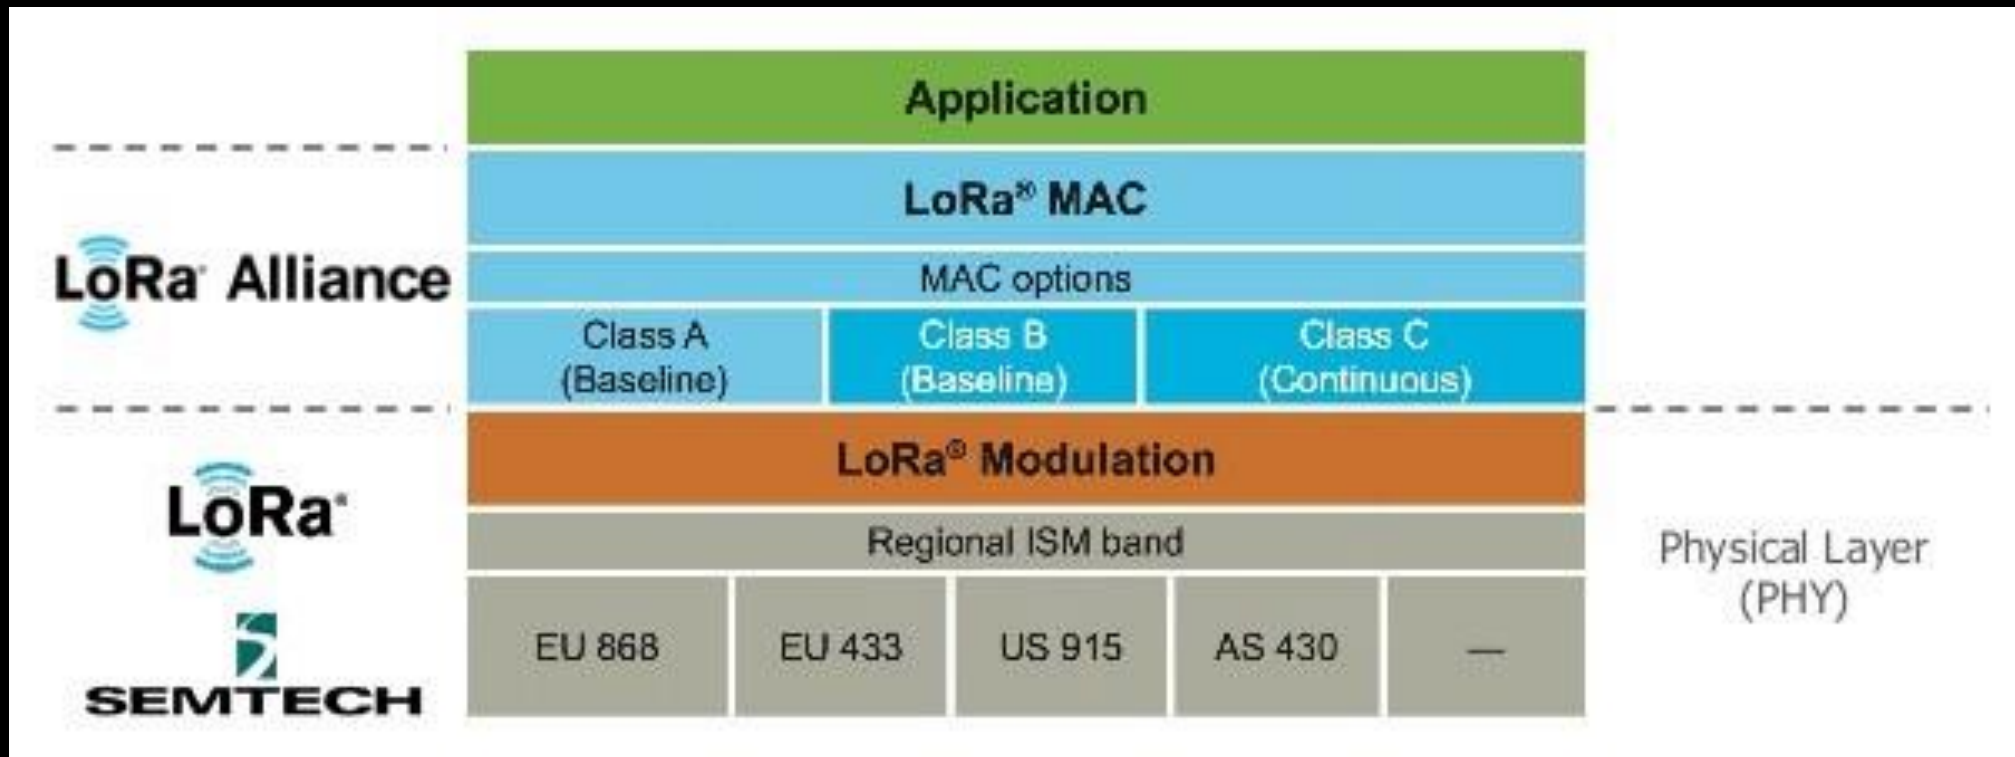 Application
LoRa® MAC
LoRa Alliance
MAC options
Class A
(Baseline)
Class B
(Baseline)
Class C
(Continuous)
LoRa® Modulation
LoRa
Regional ISM band
Physical Layer
(PHY)
EU 868
EU 433
US 915
AS 430
—
SEMTECH